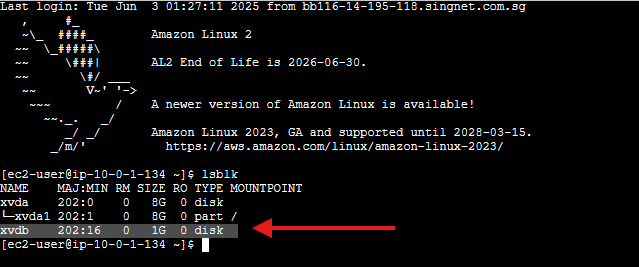 Last login: Tue Jun  3 01:27:11 2025 from bb116-14-195-118.singnet.com.sg
   ,     #_
   ~\_  ####_        Amazon Linux 2
  ~~  \_#####\
  ~~     \###|       AL2 End of Life is 2026-06-30.
  ~~       \#/ ___
   ~~       V~' '->
    ~~~         /    A newer version of Amazon Linux is available!
      ~~._.   _/
         _/ _/       Amazon Linux 2023, GA and supported until 2028-03-15.
       _/m/'           https://aws.amazon.com/linux/amazon-linux-2023/
[ec2-user@ip-10-0-1-134 ~]$ lsblk
NAME    MAJ:MIN RM SIZE RO TYPE MOUNTPOINT
xvda    202:0    0   8G  0 disk
└─xvda1 202:1    0   8G  0 part /
xvdb    202:16   0   1G  0 disk
[ec2-user@ip-10-0-1-134 ~]$